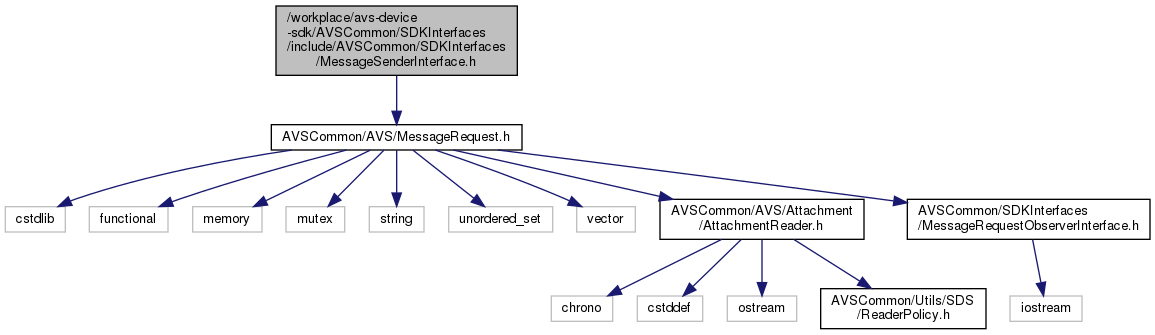 /workplace/avs-device
-sdk/AVSCommon/SDKInterfaces
/include/AVSCommon/SDKInterfaces
/MessageSenderInterface.h
AVSCommon/AVS/MessageRequest.h
cstdlib
functional
memory
mutex
string
unordered_set
vector
AVSCommon/AVS/Attachment
/AttachmentReader.h
AVSCommon/SDKInterfaces
/MessageRequestObserverInterface.h
chrono
cstddef
ostream
AVSCommon/Utils/SDS
/ReaderPolicy.h
iostream